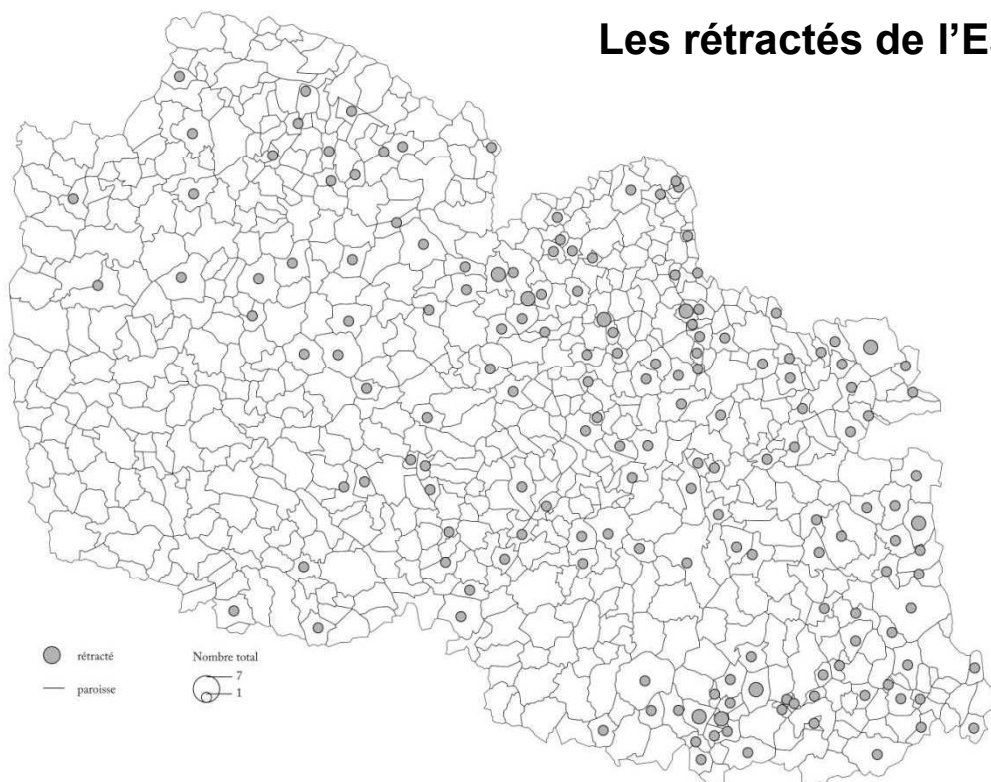 Les rétractés de l’E
rétracté
paroisse
Nombre total
7
1